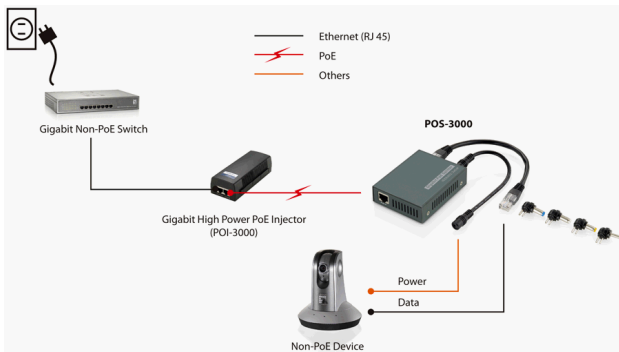 Ethernet (RJ 45)
PoE
Others
Gigabit Non-PoE Switch
POS-3000
Gigabit High Power PoE Injector
(POI-3000)
Power
Data
Non-PoE Device